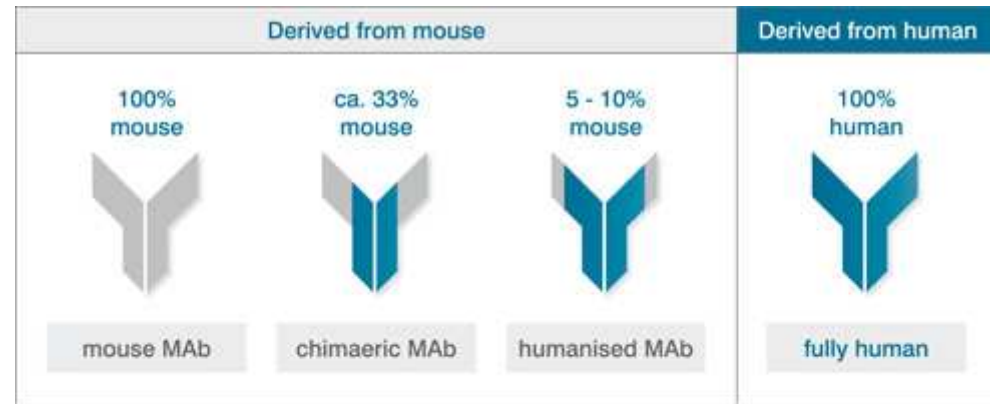 Derived from mouse
Derived from human
100%
mouse
ca. 33%
mouse
5 - 10%
mouse
100%
human
mouse MAb
chimaeric MAb
humanised MAb
fully human